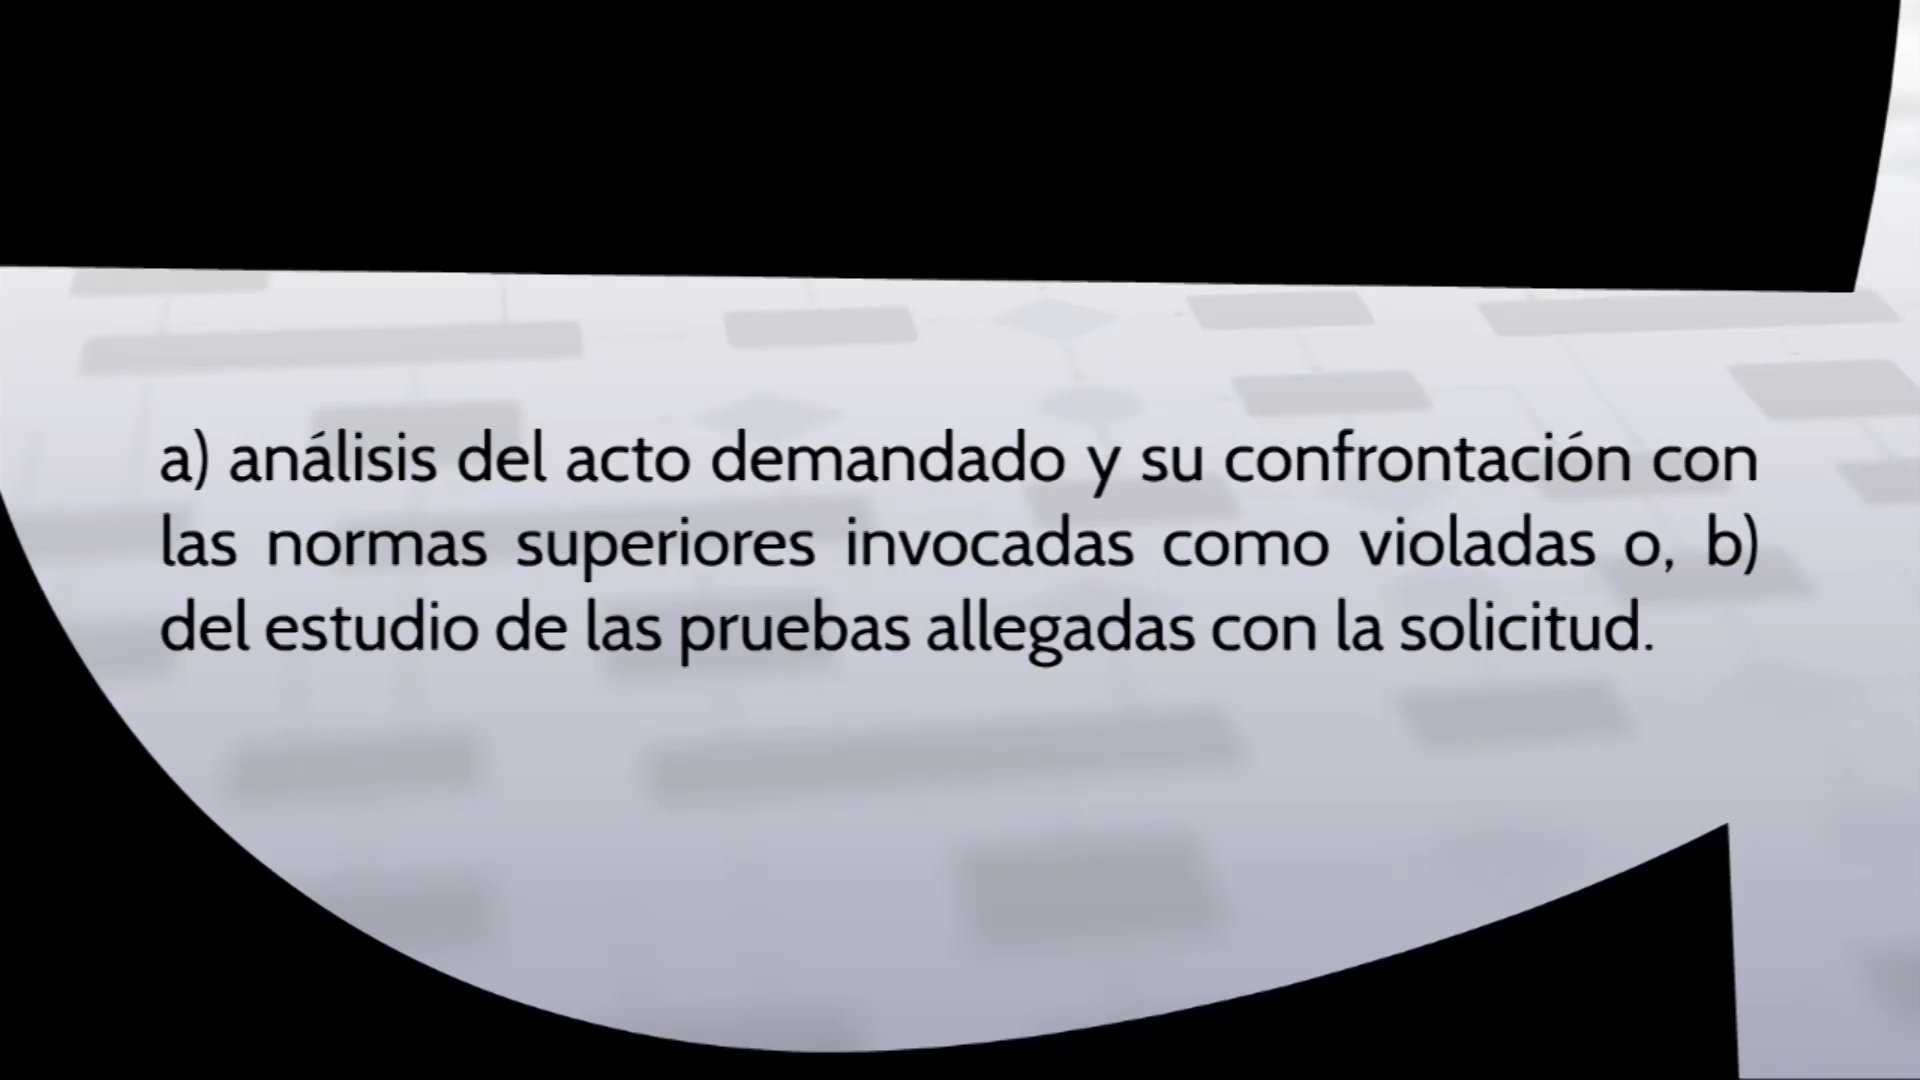 a) análisis del acto demandado y su confrontación con
las normas superiores invocadas como violadas o, b)
del estudio de las pruebas allegadas con la solicitud.